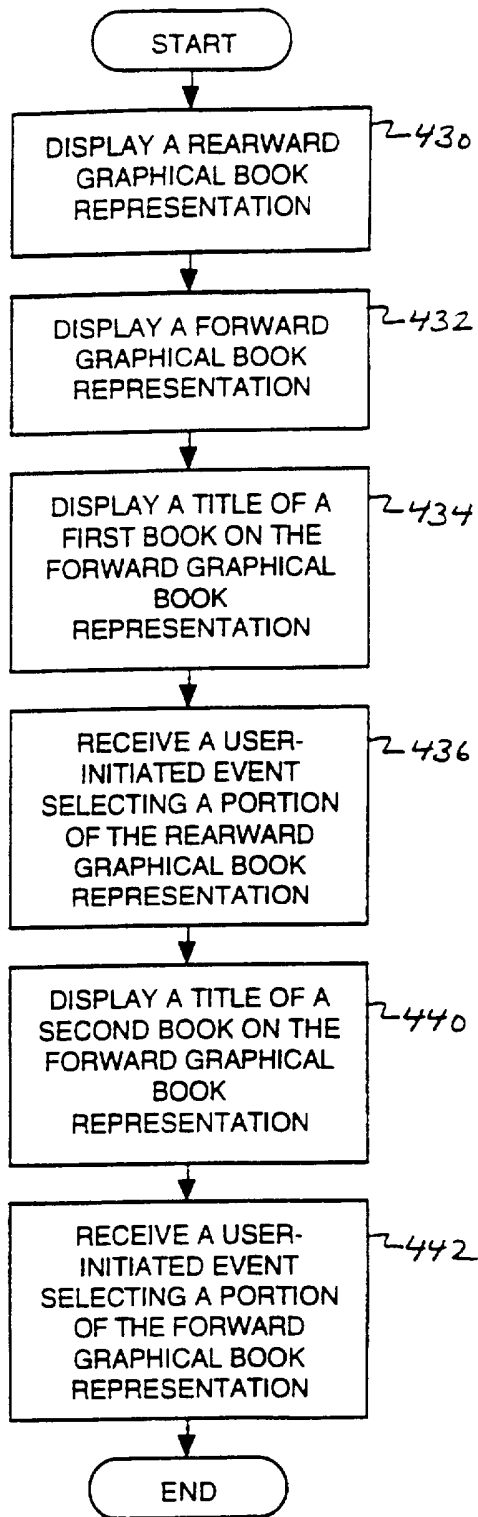 START
DISPLAY A REARWARD
GRAPHICAL BOOK
REPRESENTATION
430
DISPLAY A FORWARD
GRAPHICAL BOOK
REPRESENTATION
432
DISPLAY A TITLE OF A
FIRST BOOK ON THE
FORWARD GRAPHICAL
BOOK
REPRESENTATION
434
RECEIVE A USER-
INITIATED EVENT
SELECTING A PORTION
OF THE REARWARD
GRAPHICAL BOOK
REPRESENTATION
436
DISPLAY A TITLE OF A
SECOND BOOK ON THE
FORWARD GRAPHICAL
BOOK
REPRESENTATION
440
RECEIVE A USER-
INITIATED EVENT
SELECTING A PORTION
OF THE FORWARD
GRAPHICAL BOOK
REPRESENTATION
442
END